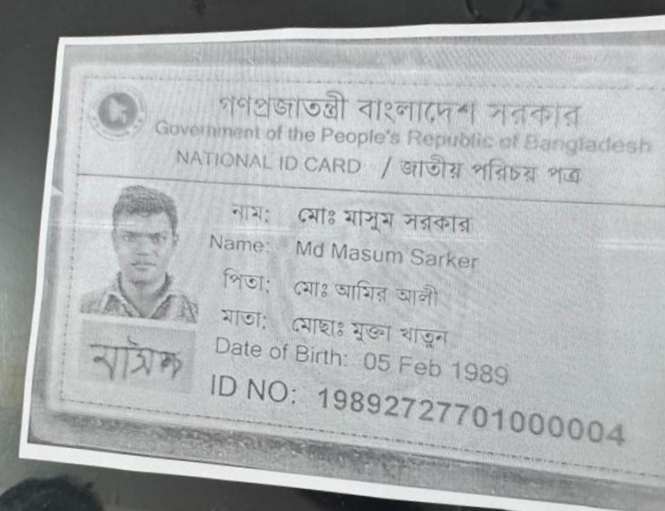 গণপ্রজাতন্ত্রী বাংলাদেশ সরকার
Government of the People's Republic of Bangladesh
NATIONAL ID CARD / জাতীয় পরিচয় পত্র
নাম: মোঃ মাসুম সরকার
Name: Md Masum Sarker
পিতা: মোঃ আমির আলী
মাতা: মোছাঃ মুক্তা খাতুন
Date of Birth: 05 Feb 1989
ID NO: 19892727701000004